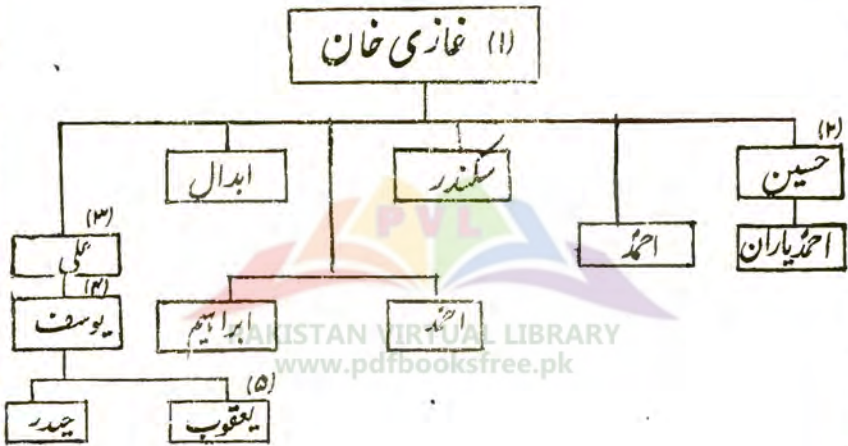 (۱) غازی خان
(۲)
حسین
سکندر
ابدال
(۳)
علی
احمد
احمد یاران
(۴)
یوسف
احمد
ابراہیم
(۵)
یعقوب
حیدر
PVL
PAKISTAN VIRTUAL LIBRARY
www.pdfbooksfree.pk